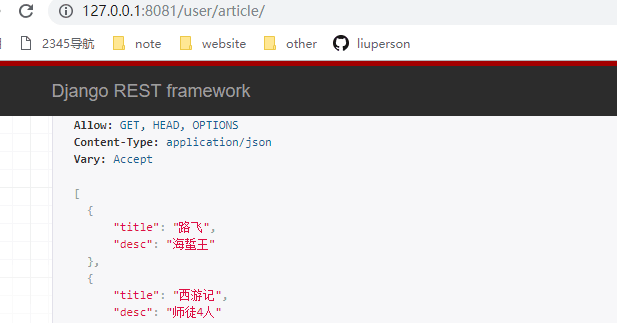 127.0.0.1:8081/user/article/
2345导航 note website other liuperson
Django REST framework
Allow: GET, HEAD, OPTIONS
Content-Type: application/json
Vary: Accept
[
{
"title": "路飞",
"desc": "海蜇王"
},
{
"title": "西游记",
"desc": "师徒4人"